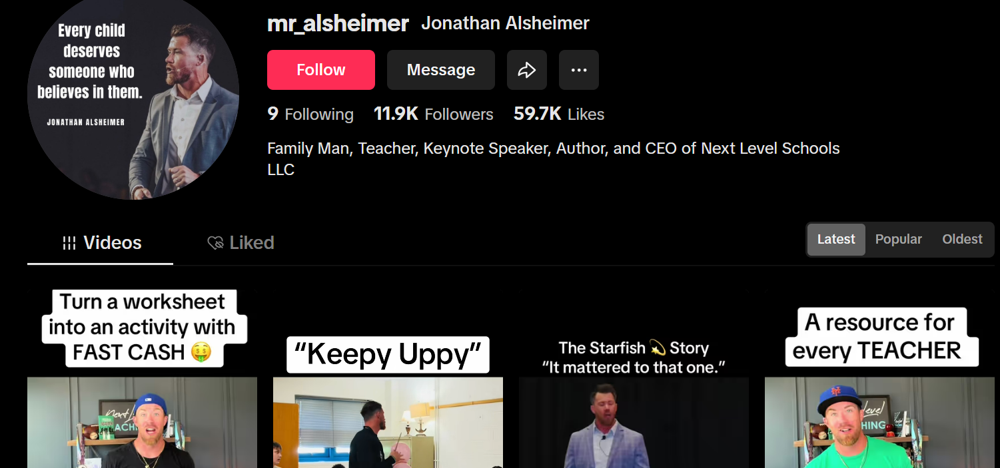 Every child
deserves
someone who
believes in them.
JONATHAN ALSHEIMER
mr_alsheimer Jonathan Alsheimer
Follow Message
9 Following 11.9K Followers 59.7K Likes
Family Man, Teacher, Keynote Speaker, Author, and CEO of Next Level Schools
LLC
Videos Liked
Latest Popular Oldest
Turn a worksheet
into an activity with
FAST CASH 🤑
“Keepy Uppy”
The Starfish 💫 Story
“It mattered to that one.”
A resource for
every TEACHER